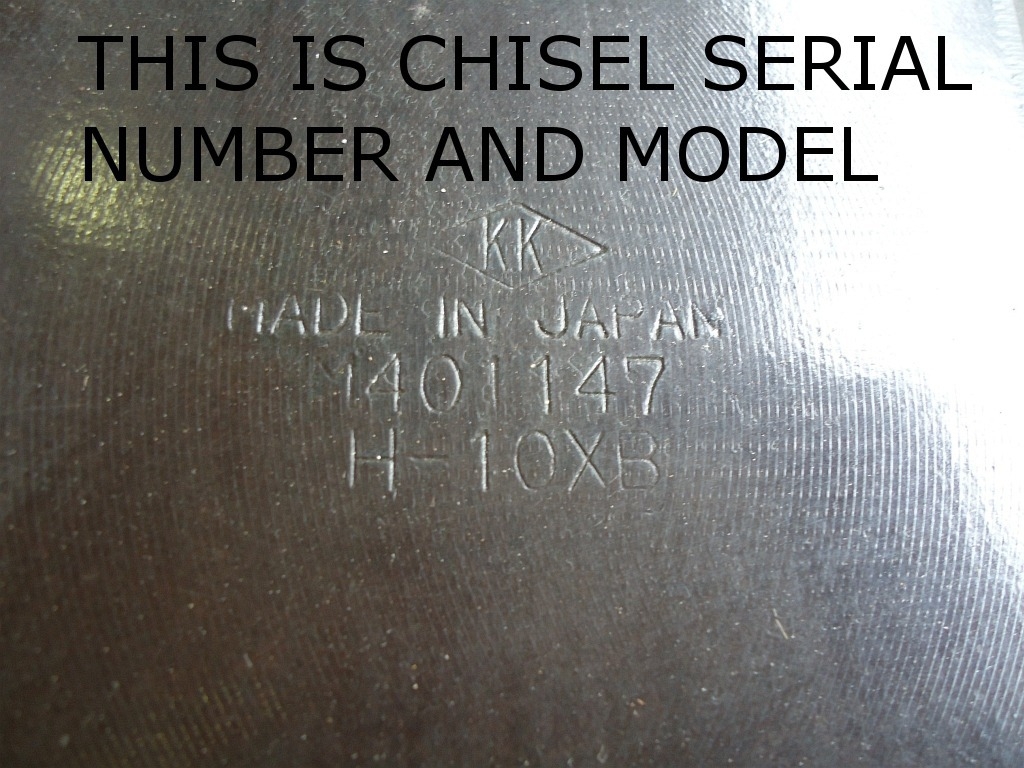 THIS IS CHISEL SERIAL
NUMBER AND MODEL
KK
MADE IN JAPAN
M401147
H-10XB